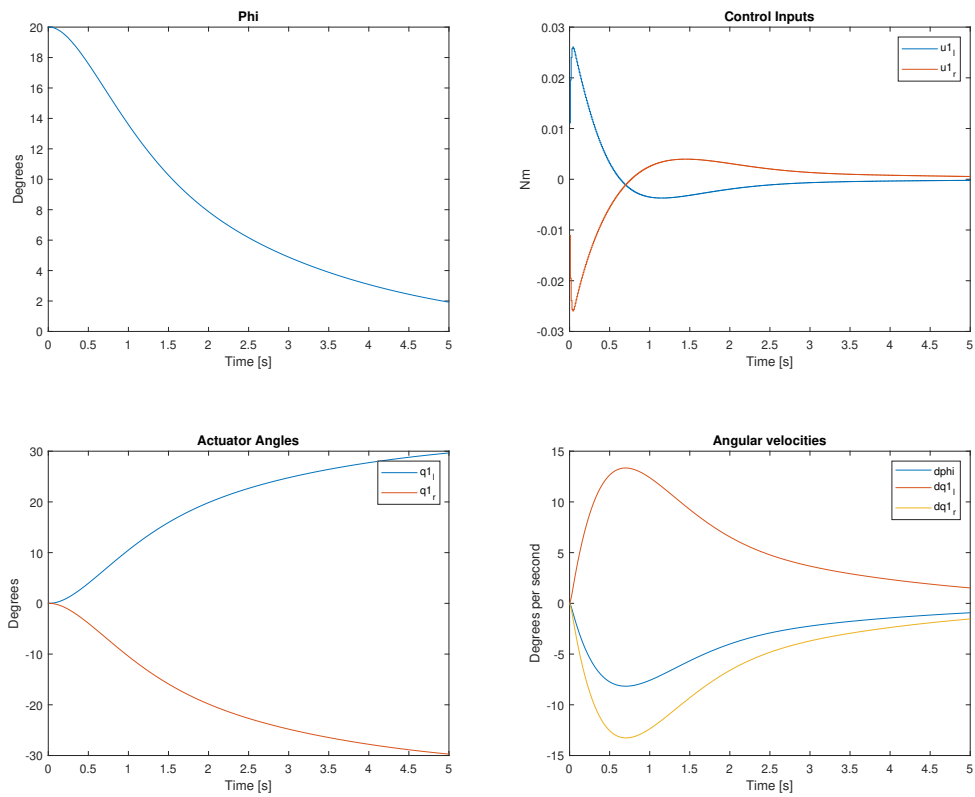 Phi
20
18
16
14
12
10
8
6
4
2
0
Degrees
0 0.5 1 1.5 2 2.5 3 3.5 4 4.5 5
Time [s]
Control Inputs
0.03
0.02
0.01
0
-0.01
-0.02
-0.03
Nm
u1l
u1r
0 0.5 1 1.5 2 2.5 3 3.5 4 4.5 5
Time [s]
Actuator Angles
30
20
10
0
-10
-20
-30
Degrees
q1l
q1r
0 0.5 1 1.5 2 2.5 3 3.5 4 4.5 5
Time [s]
Angular velocities
15
10
5
0
-5
-10
-15
Degrees per second
dphi
dq1l
dq1r
0 0.5 1 1.5 2 2.5 3 3.5 4 4.5 5
Time [s]